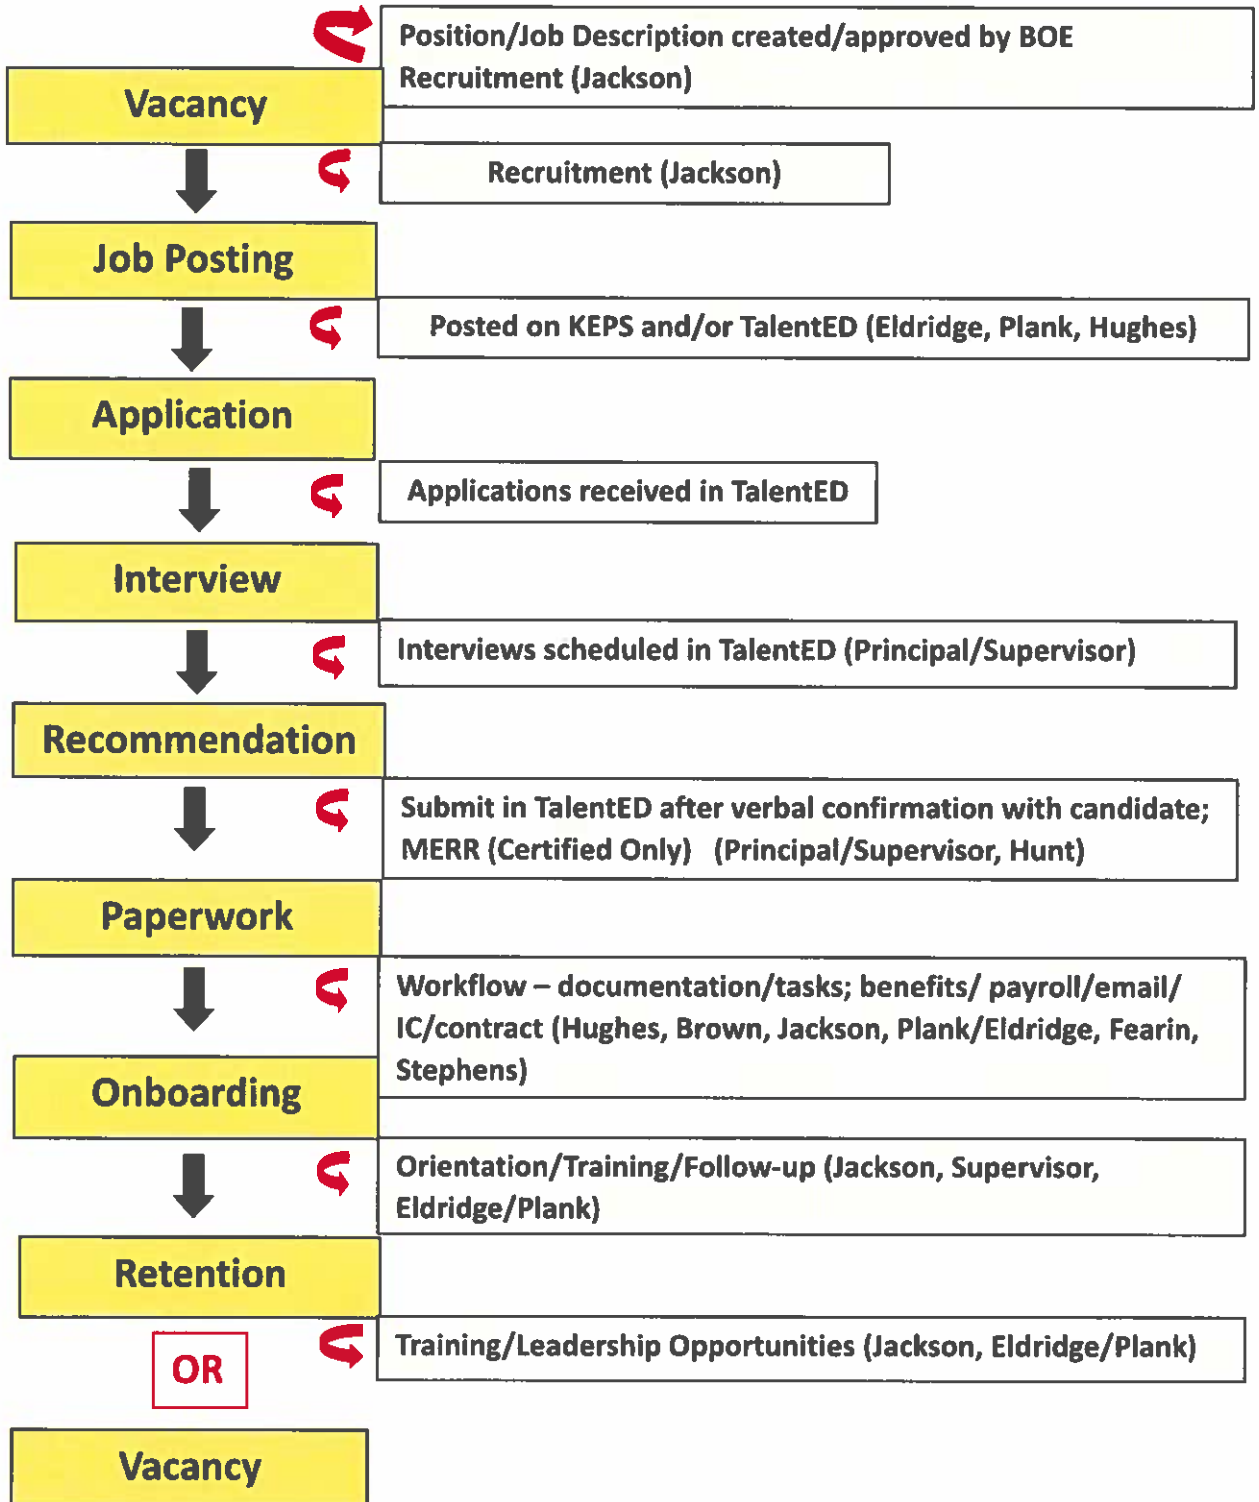 Position/Job Description created/approved by BOE
Recruitment (Jackson)
Vacancy
Recruitment (Jackson)
Job Posting
Posted on KEPS and/or TalentED (Eldridge, Plank, Hughes)
Application
Applications received in TalentED
Interview
Interviews scheduled in TalentED (Principal/Supervisor)
Recommendation
Submit in TalentED after verbal confirmation with candidate;
MERR (Certified Only) (Principal/Supervisor, Hunt)
Paperwork
Workflow – documentation/tasks; benefits/ payroll/email/
IC/contract (Hughes, Brown, Jackson, Plank/Eldridge, Fearin,
Stephens)
Onboarding
Orientation/Training/Follow-up (Jackson, Supervisor,
Eldridge/Plank)
Retention
Training/Leadership Opportunities (Jackson, Eldridge/Plank)
OR
Vacancy